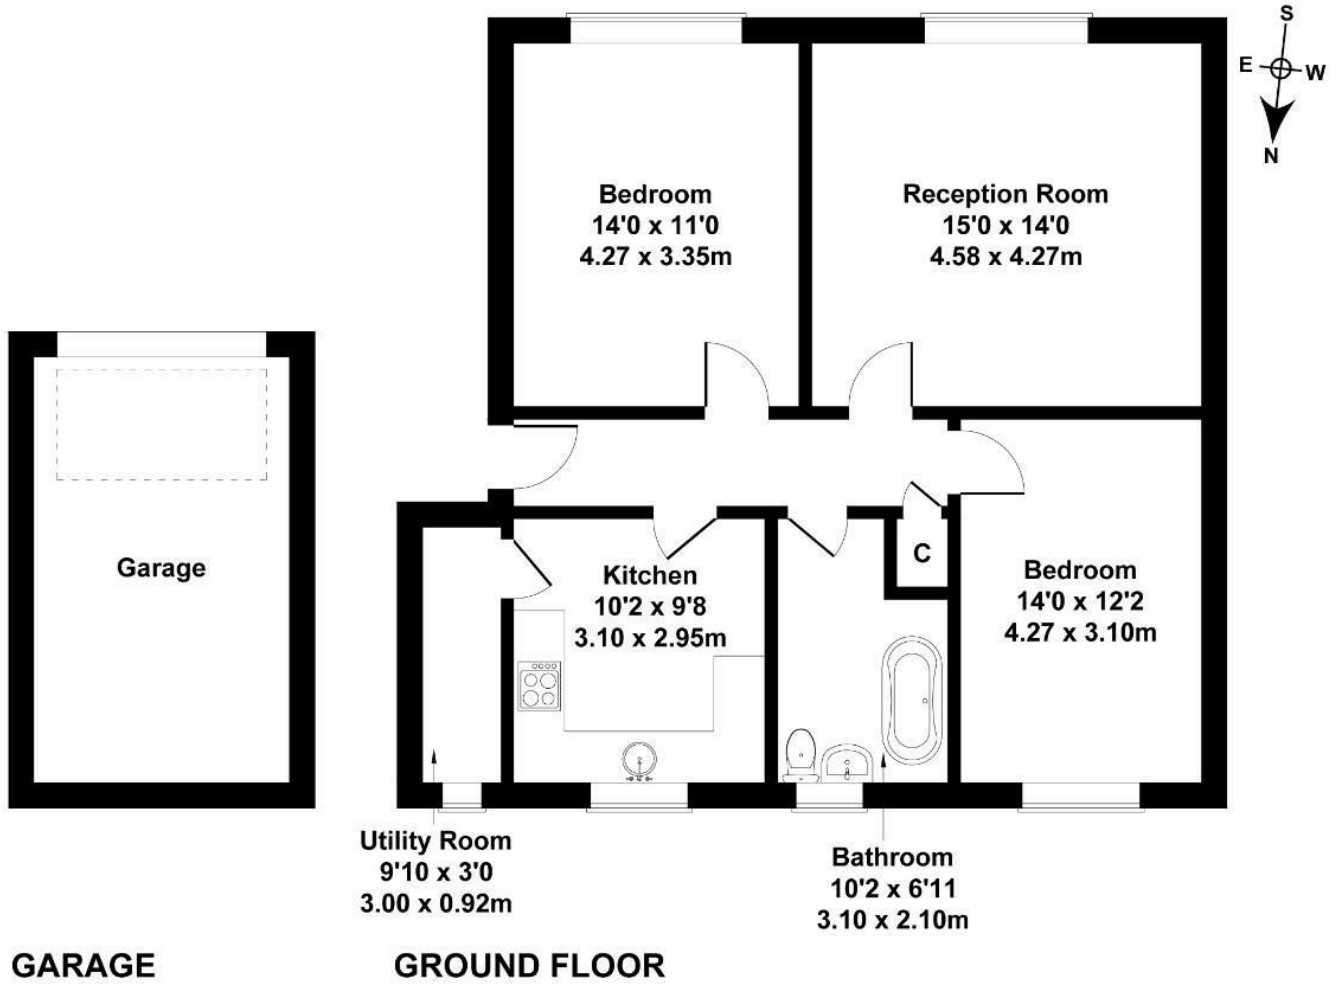 S
E W
N
Bedroom
14'0 x 11'0
4.27 x 3.35m
Reception Room
15'0 x 14'0
4.58 x 4.27m
Garage
Kitchen
10'2 x 9'8
3.10 x 2.95m
C
Bedroom
14'0 x 12'2
4.27 x 3.10m
Utility Room
9'10 x 3'0
3.00 x 0.92m
Bathroom
10'2 x 6'11
3.10 x 2.10m
GARAGE
GROUND FLOOR